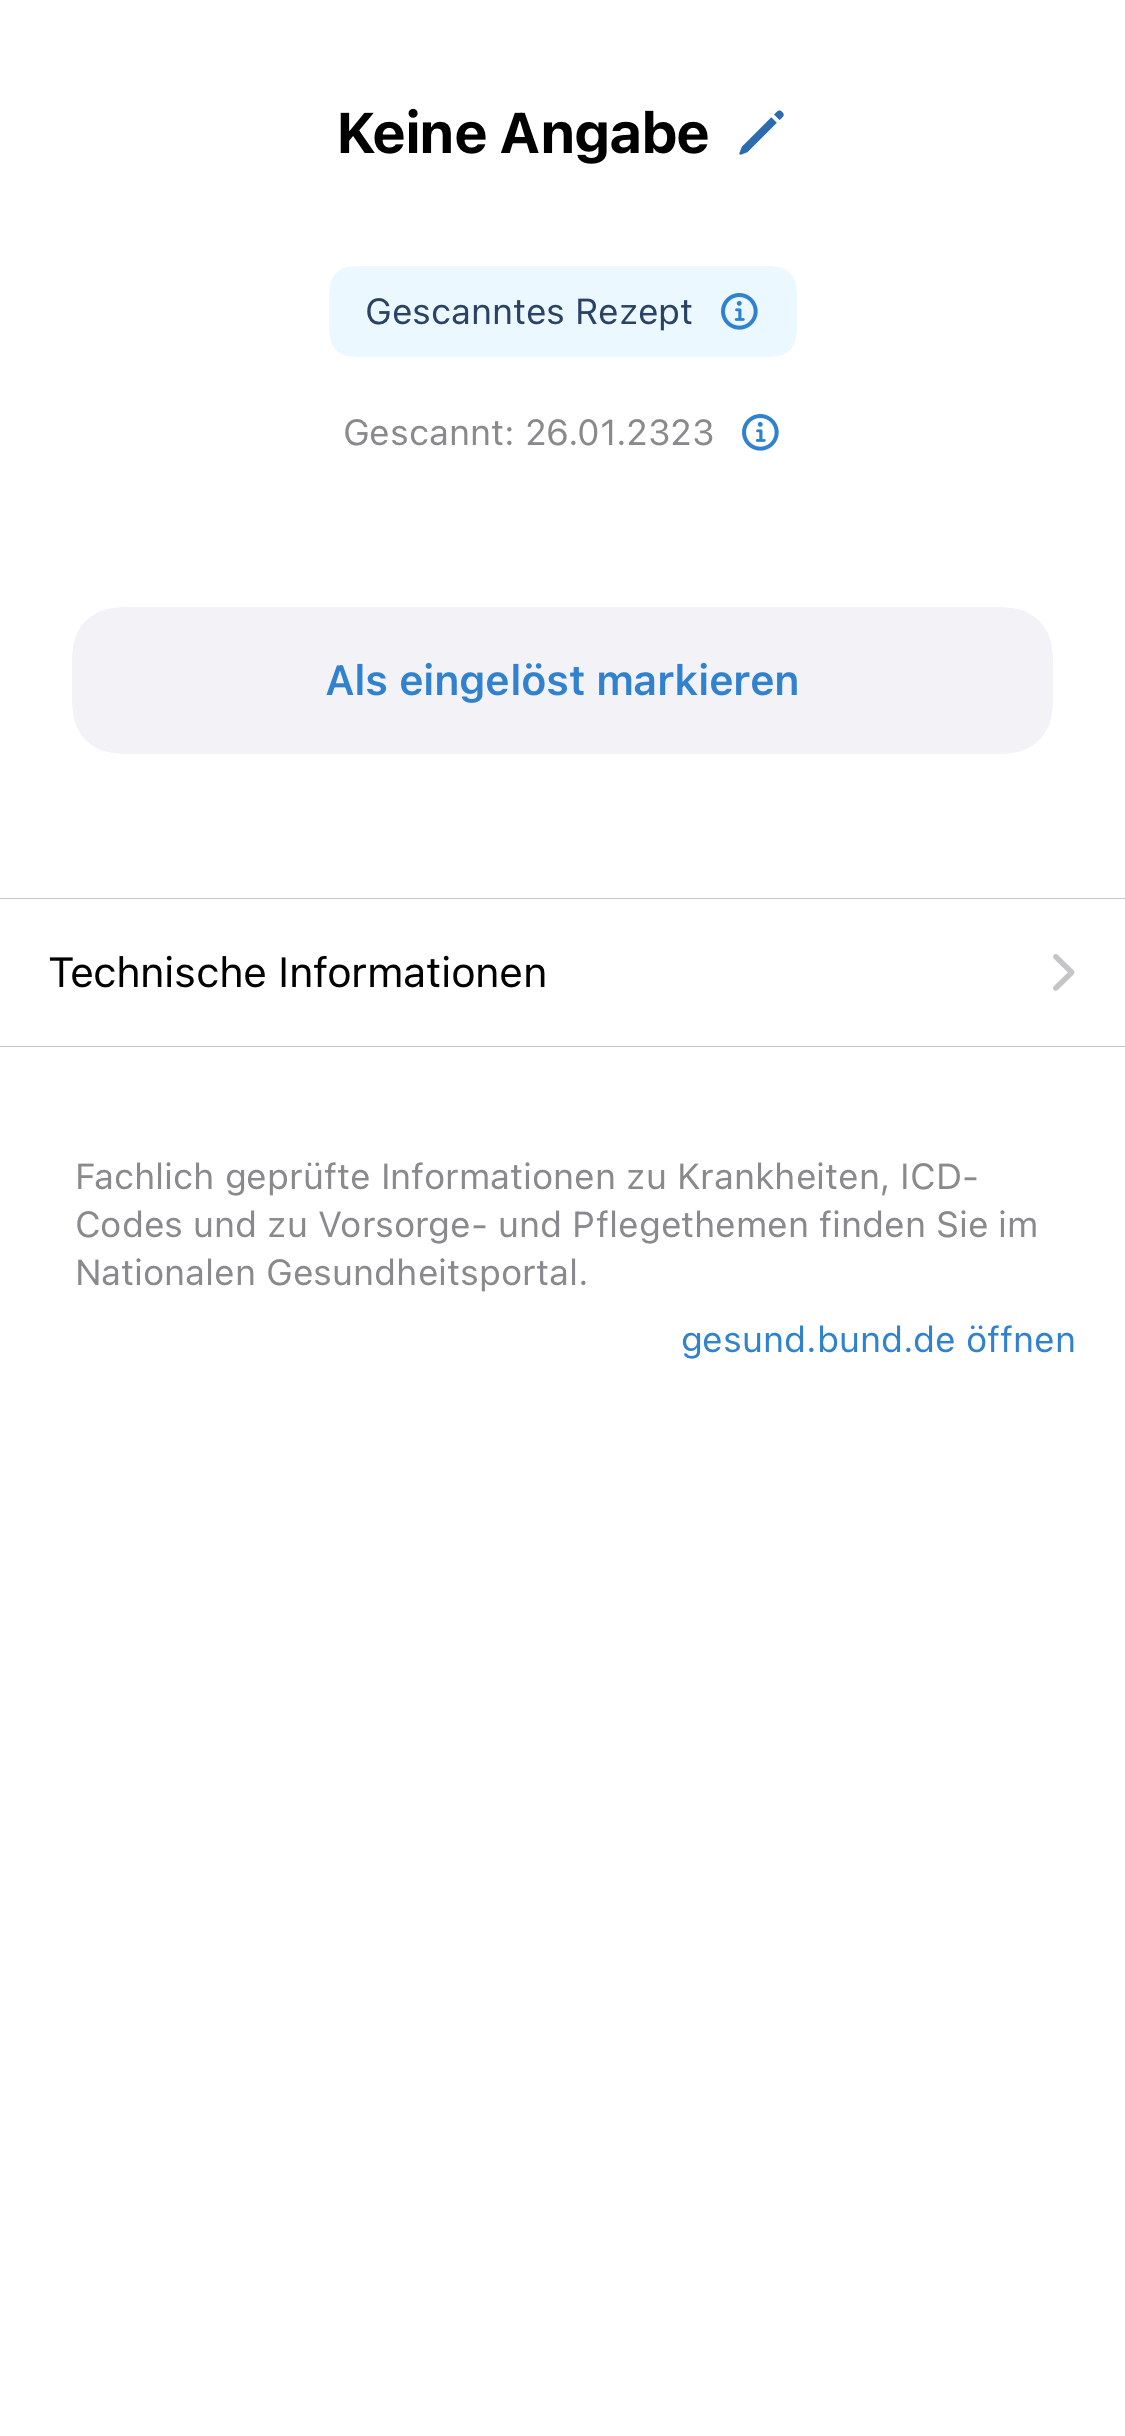 Keine Angabe
Gescanntes Rezept
Gescannt: 26.01.2323
Als eingelöst markieren
Technische Informationen
Fachlich geprüfte Informationen zu Krankheiten, ICD-
Codes und zu Vorsorge- und Pflegethemen finden Sie im
Nationalen Gesundheitsportal.
gesund.bund.de öffnen